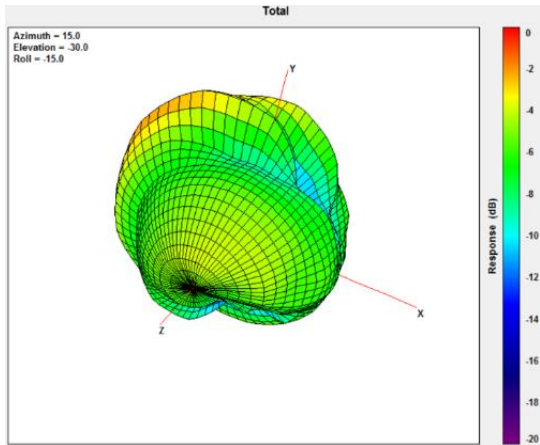 Total
Azimuth = 15.0
Elevation = -30.0
Roll = -15.0
Y
X
Z
0
-2
-4
-6
-8
-10
-12
-14
-16
-18
-20
Response (dB)